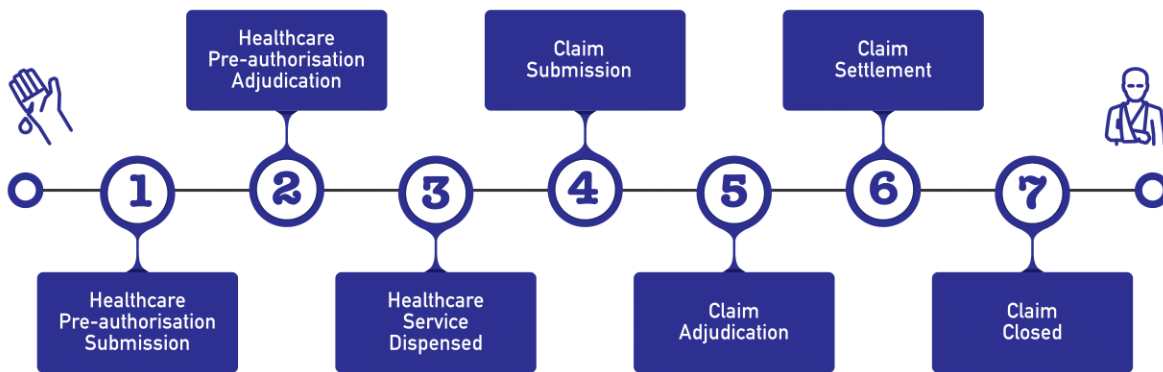 1
Healthcare
Pre-authorisation
Submission
2
Healthcare
Pre-authorisation
Adjudication
3
Healthcare
Service
Dispensed
4
Claim
Submission
5
Claim
Adjudication
6
Claim
Settlement
7
Claim
Closed